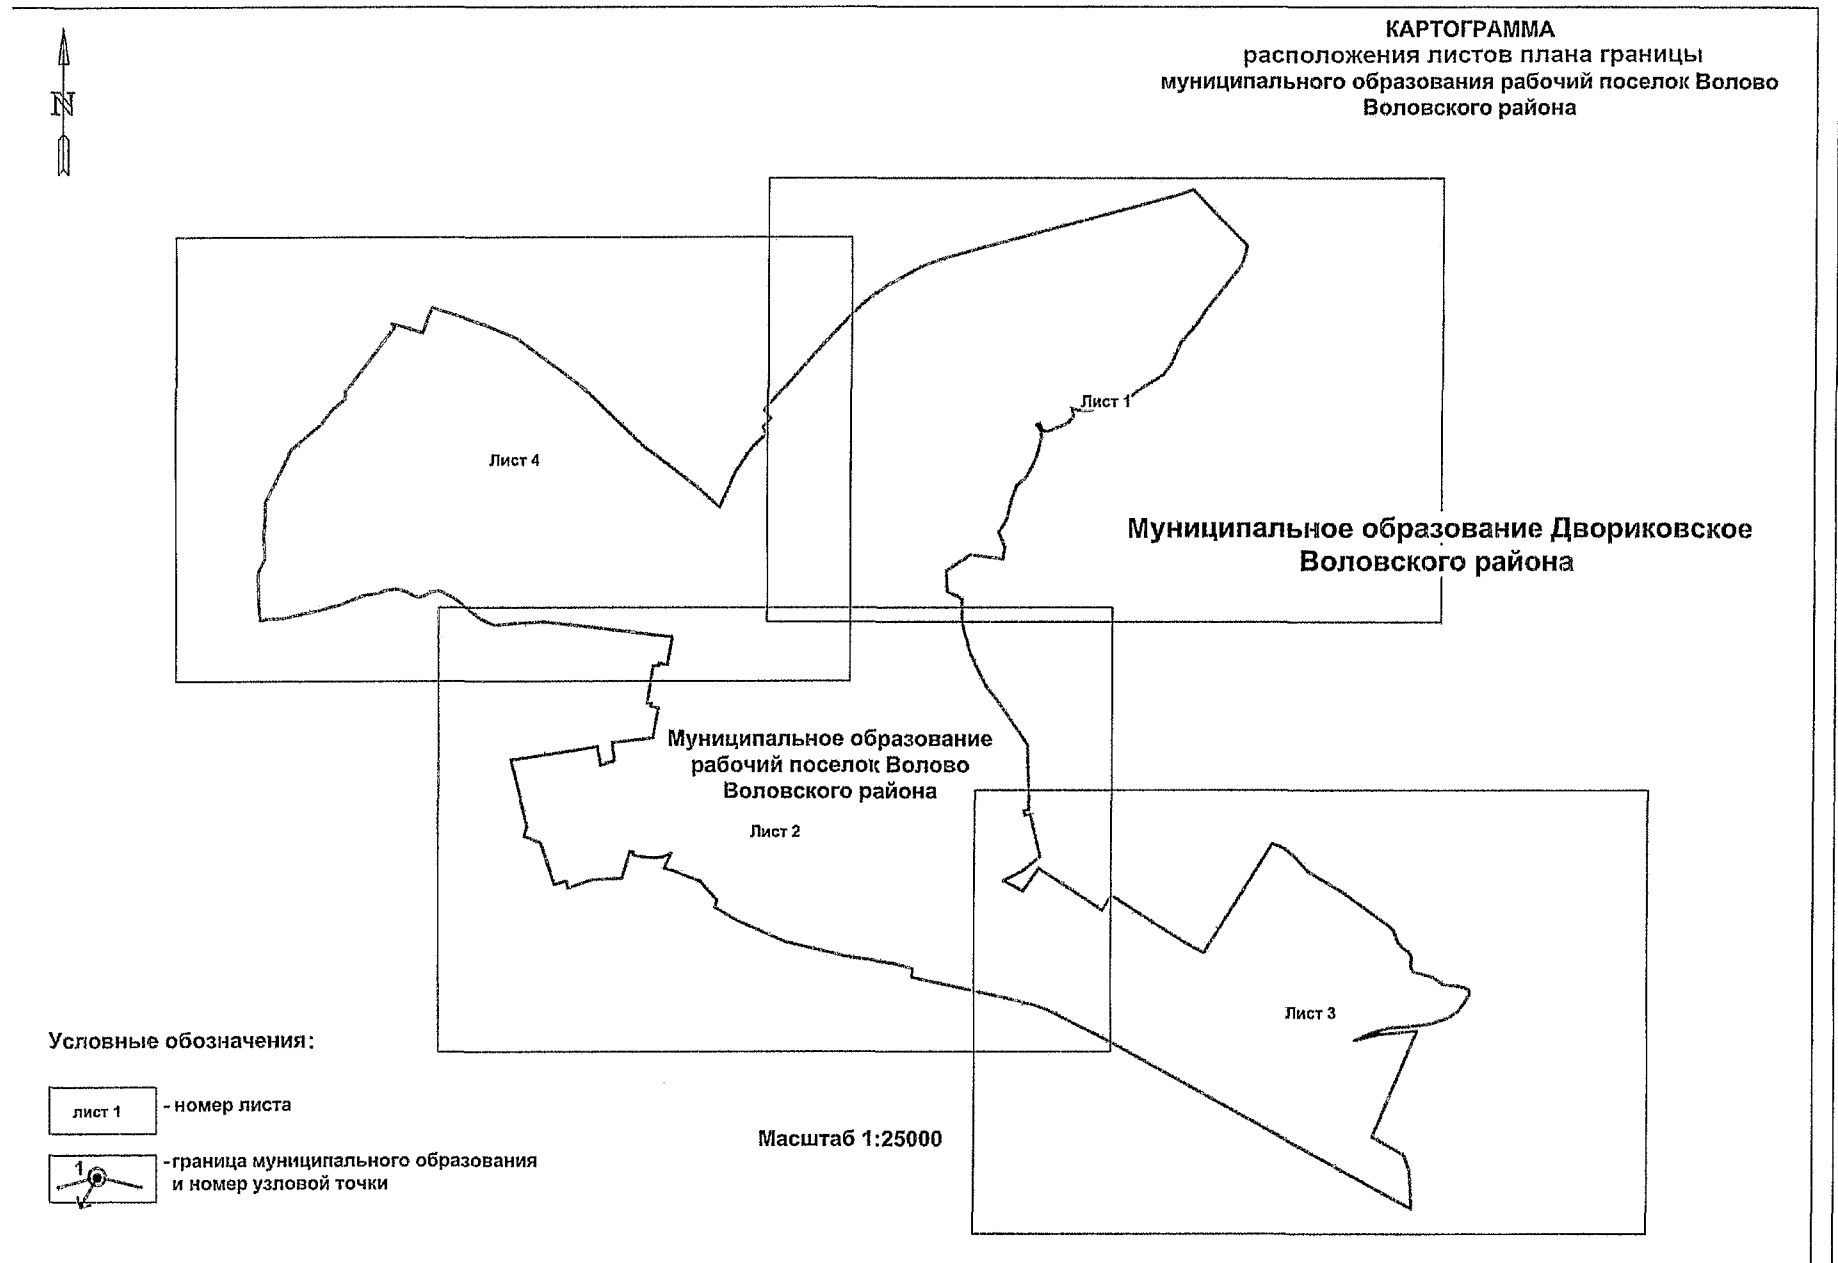 КАРТОГРАММА
расположения листов плана границы
муниципального образования рабочий поселок Волово
Воловского района
N
Лист 1
Лист 4
Муниципальное образование Двориковское
Воловского района
Муниципальное образование
рабочий поселок Волово
Воловского района
Лист 2
Лист 3
Условные обозначения:
лист 1
- номер листа
Масштаб 1:25000
1
-граница муниципального образования
и номер узловой точки